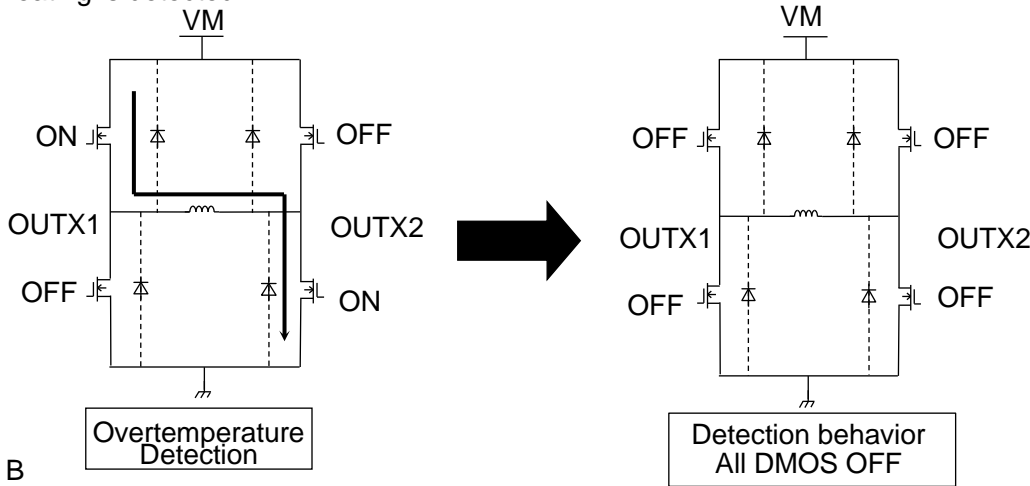 VM
ON
OFF
OUTX1
OUTX2
OFF
ON
Overtemperature
Detection
B
VM
OFF
OFF
OUTX1
OUTX2
OFF
OFF
Detection behavior
All DMOS OFF